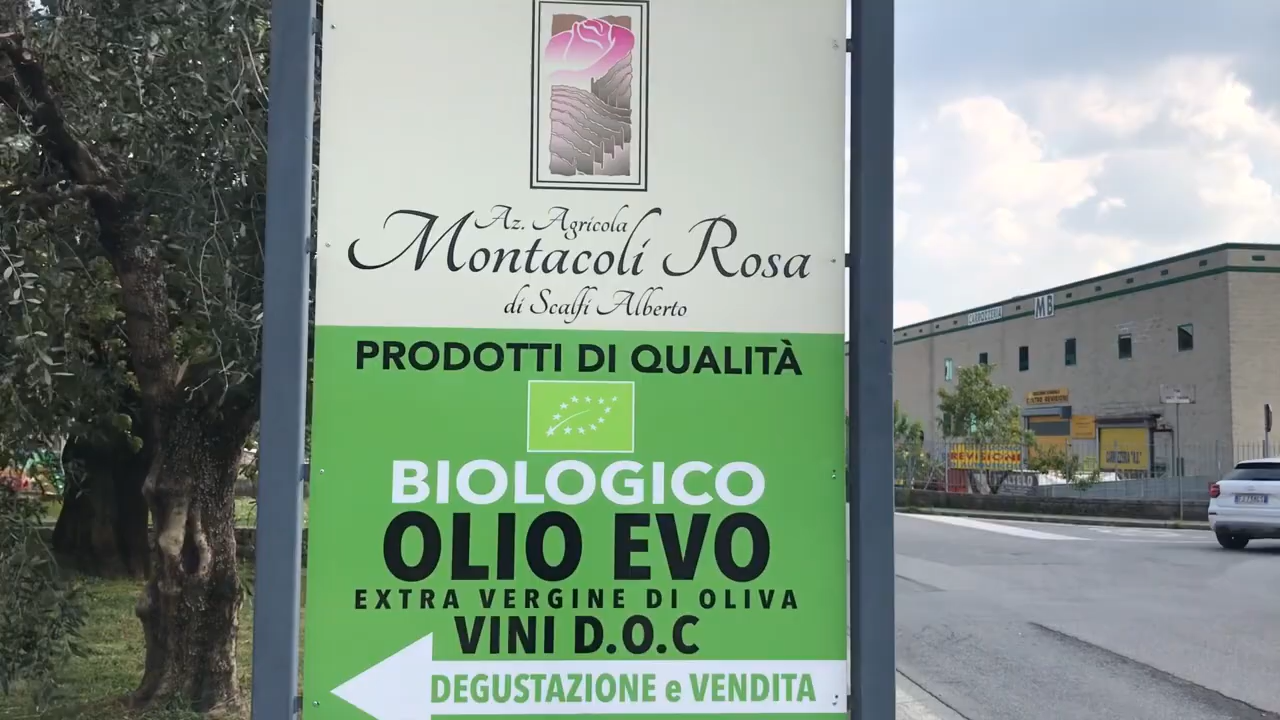 Az. Agricola
Montacoli Rosa
di Scalfi Alberto
PRODOTTI DI QUALITÀ
BIOLOGICO
OLIO EVO
EXTRA VERGINE DI OLIVA
VINI D.O.C
DEGUSTAZIONE e VENDITA
CARROZZERIA
MB
REVISIONI